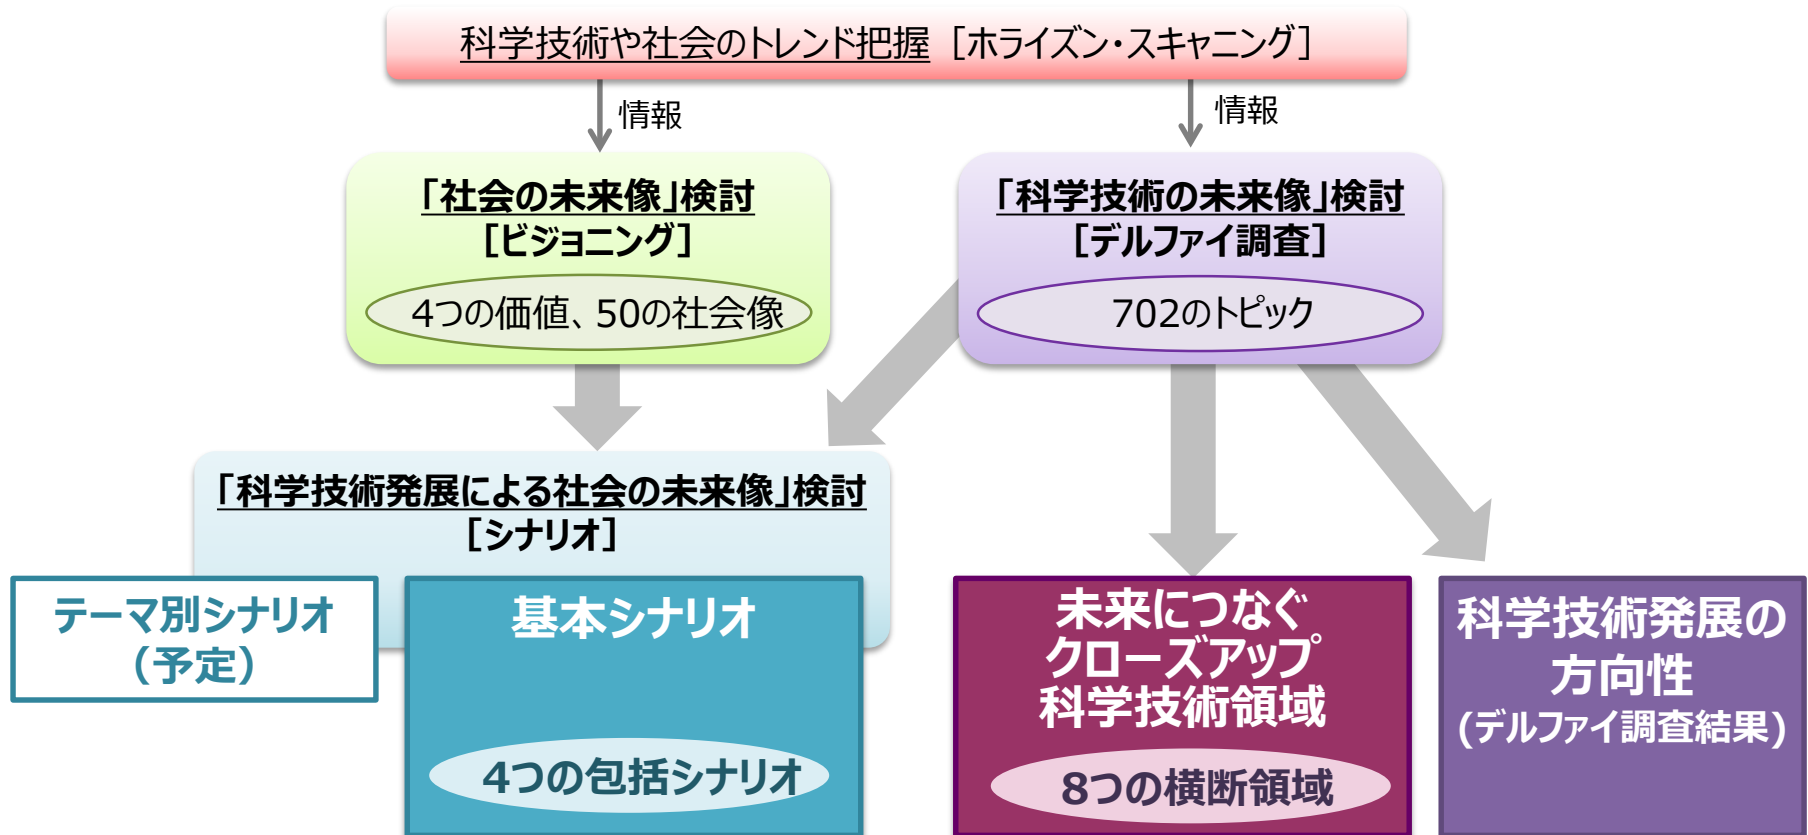 科学技術や社会のトレンド把握［ホライズン・スキャニング］
情報
情報
「社会の未来像」検討
［ビジョニング］
4つの価値、50の社会像
「科学技術の未来像」検討
［デルファイ調査］
702のトピック
「科学技術発展による社会の未来像」検討
［シナリオ］
テーマ別シナリオ
（予定）
基本シナリオ
4つの包括シナリオ
未来につなぐ
クローズアップ
科学技術領域
8つの横断領域
科学技術発展の
方向性
(デルファイ調査結果)